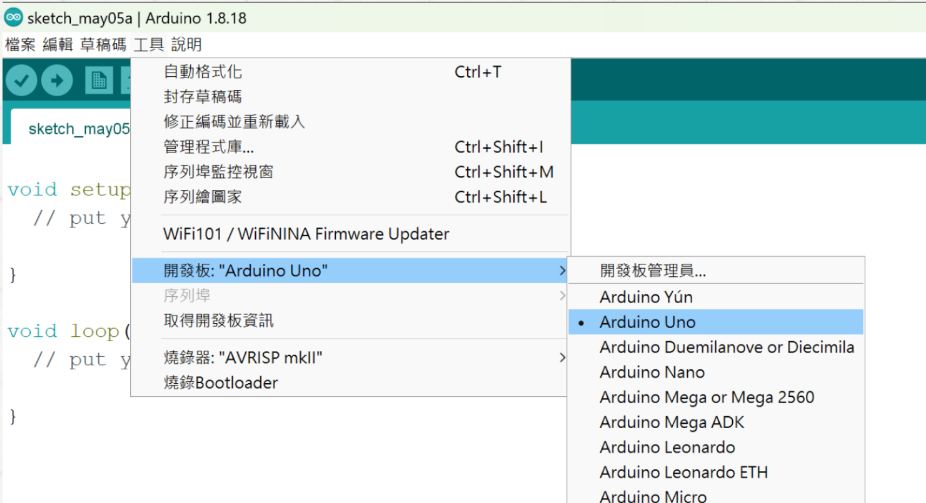 sketch_may05a | Arduino 1.8.18
檔案 編輯 草稿碼 工具 說明
sketch_may05
自動格式化 Ctrl+T
封存草稿碼
修正編碼並重新載入
管理程式庫... Ctrl+Shift+I
序列埠監控視窗 Ctrl+Shift+M
序列繪圖家 Ctrl+Shift+L
WiFi101 / WiFiNINA Firmware Updater
開發板: "Arduino Uno"
序列埠
取得開發板資訊
燒錄器: "AVRISP mkII"
燒錄Bootloader
開發板管理員...
Arduino Yún
Arduino Uno
Arduino Duemilanove or Diecimila
Arduino Nano
Arduino Mega or Mega 2560
Arduino Mega ADK
Arduino Leonardo
Arduino Leonardo ETH
Arduino Micro
void setup
// put y
}
void loop(
// put y
}